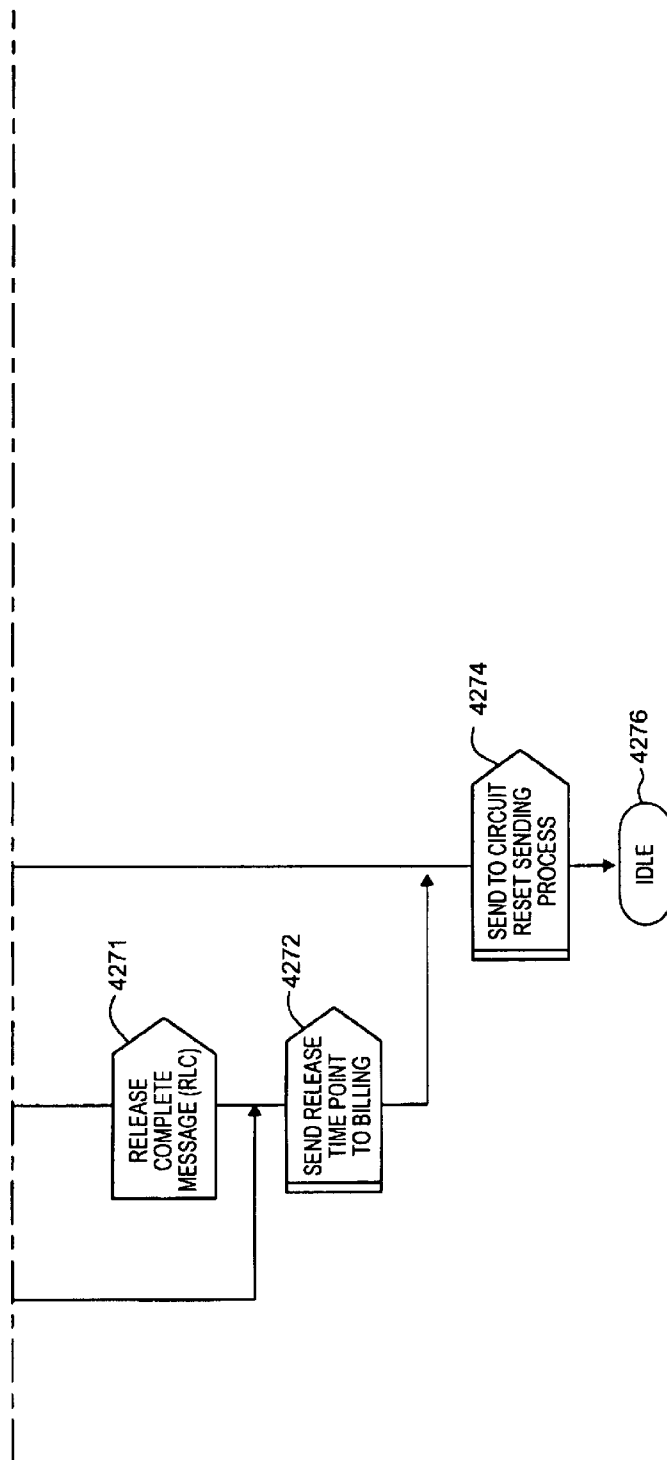 4271
RELEASE
COMPLETE
MESSAGE (RLC)
4272
SEND RELEASE
TIME POINT
TO BILLING
4274
SEND TO CIRCUIT
RESET SENDING
PROCESS
4276
IDLE